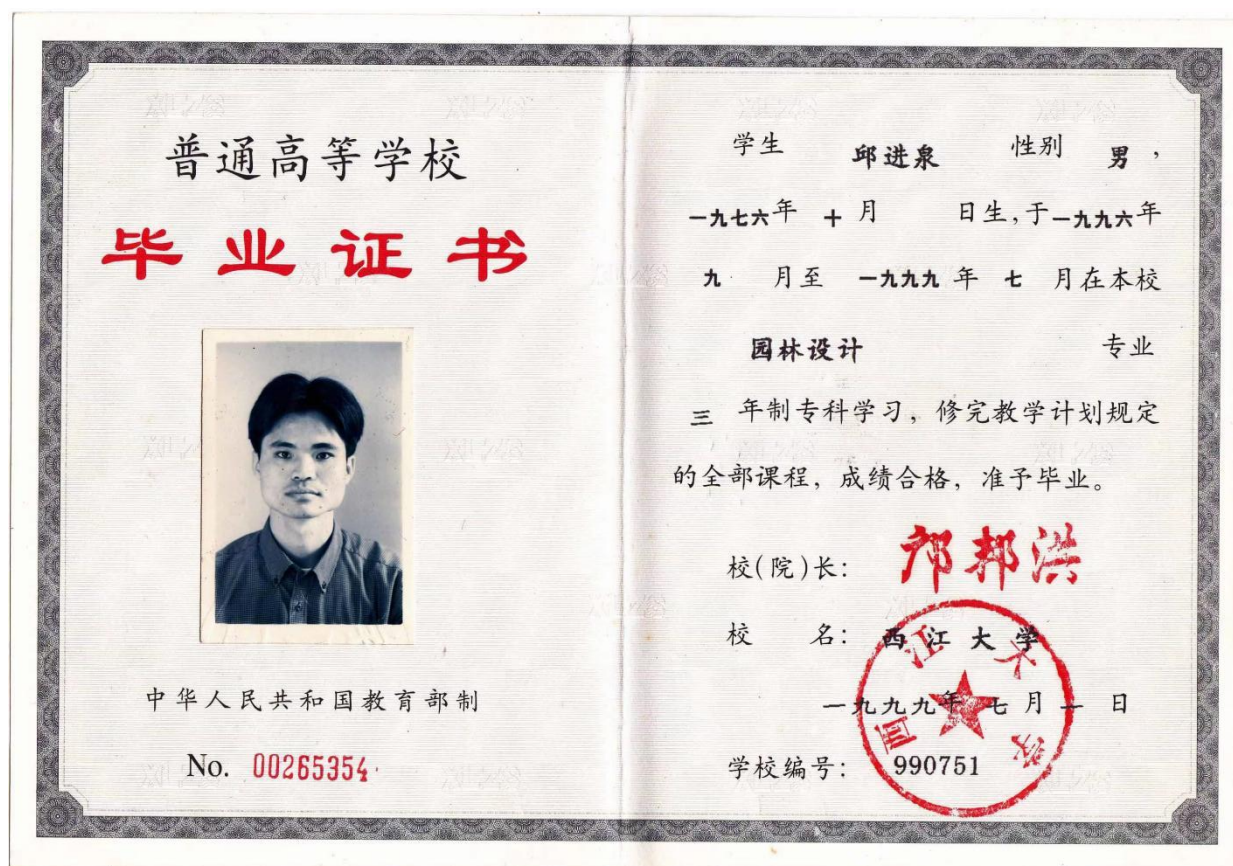 普通高等学校
毕业证书
中华人民共和国教育部制
No. 00265354
学生 邱进泉 性别 男，
一九七六年 十月 日生，于一九九六年
九 月至 一九九九年 七 月在本校
园林设计 专业
三 年制专科学习，修完教学计划规定
的全部课程，成绩合格，准予毕业。
校(院)长：邝邦洪
校 名：西江大学
一九九九年 七月 一 日
学校编号：990751
西江大学